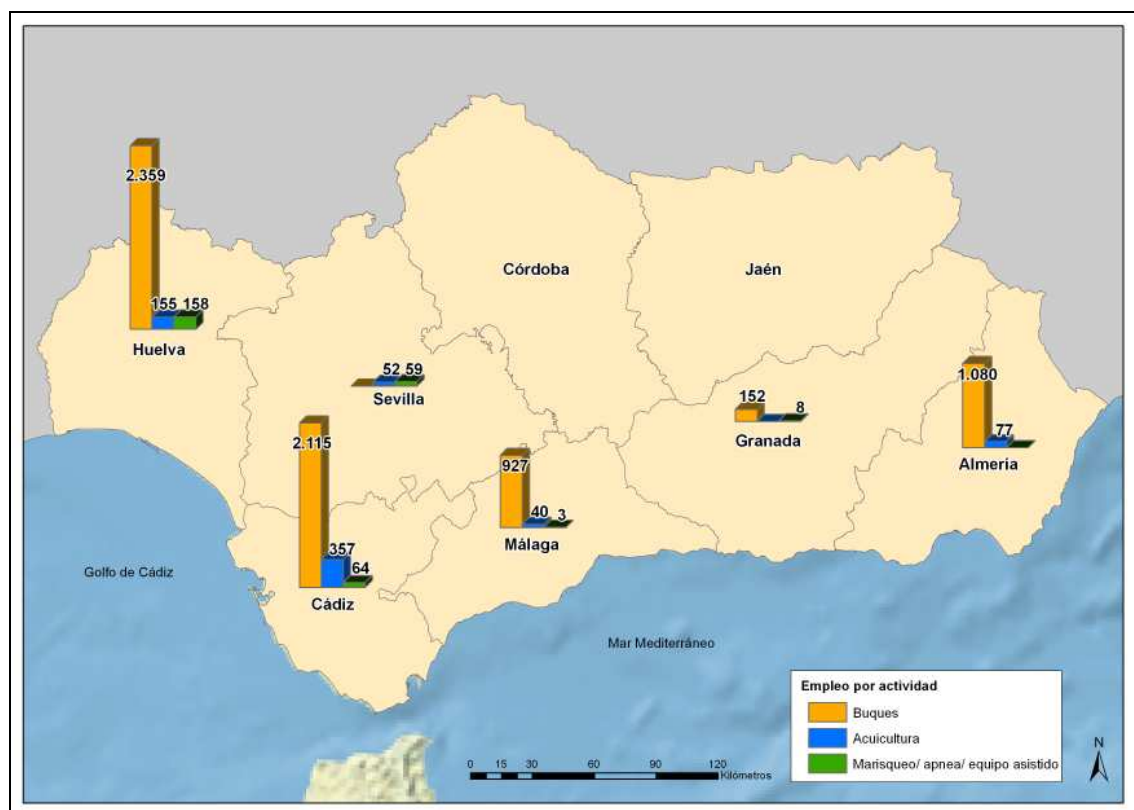 2.359
155 158
Huelva
Córdoba
Jaén
52 59
Sevilla
152
8
Granada
1.080
77
Almeria
2.115
357
64
Cádiz
927
40
3
Málaga
Golfo de Cádiz
Mar Mediterráneo
Empleo por actividad
Buques
Acuicultura
Marisqueo/ apnea/ equipo asistido
0 15 30 60 90 120
Kilómetros
N